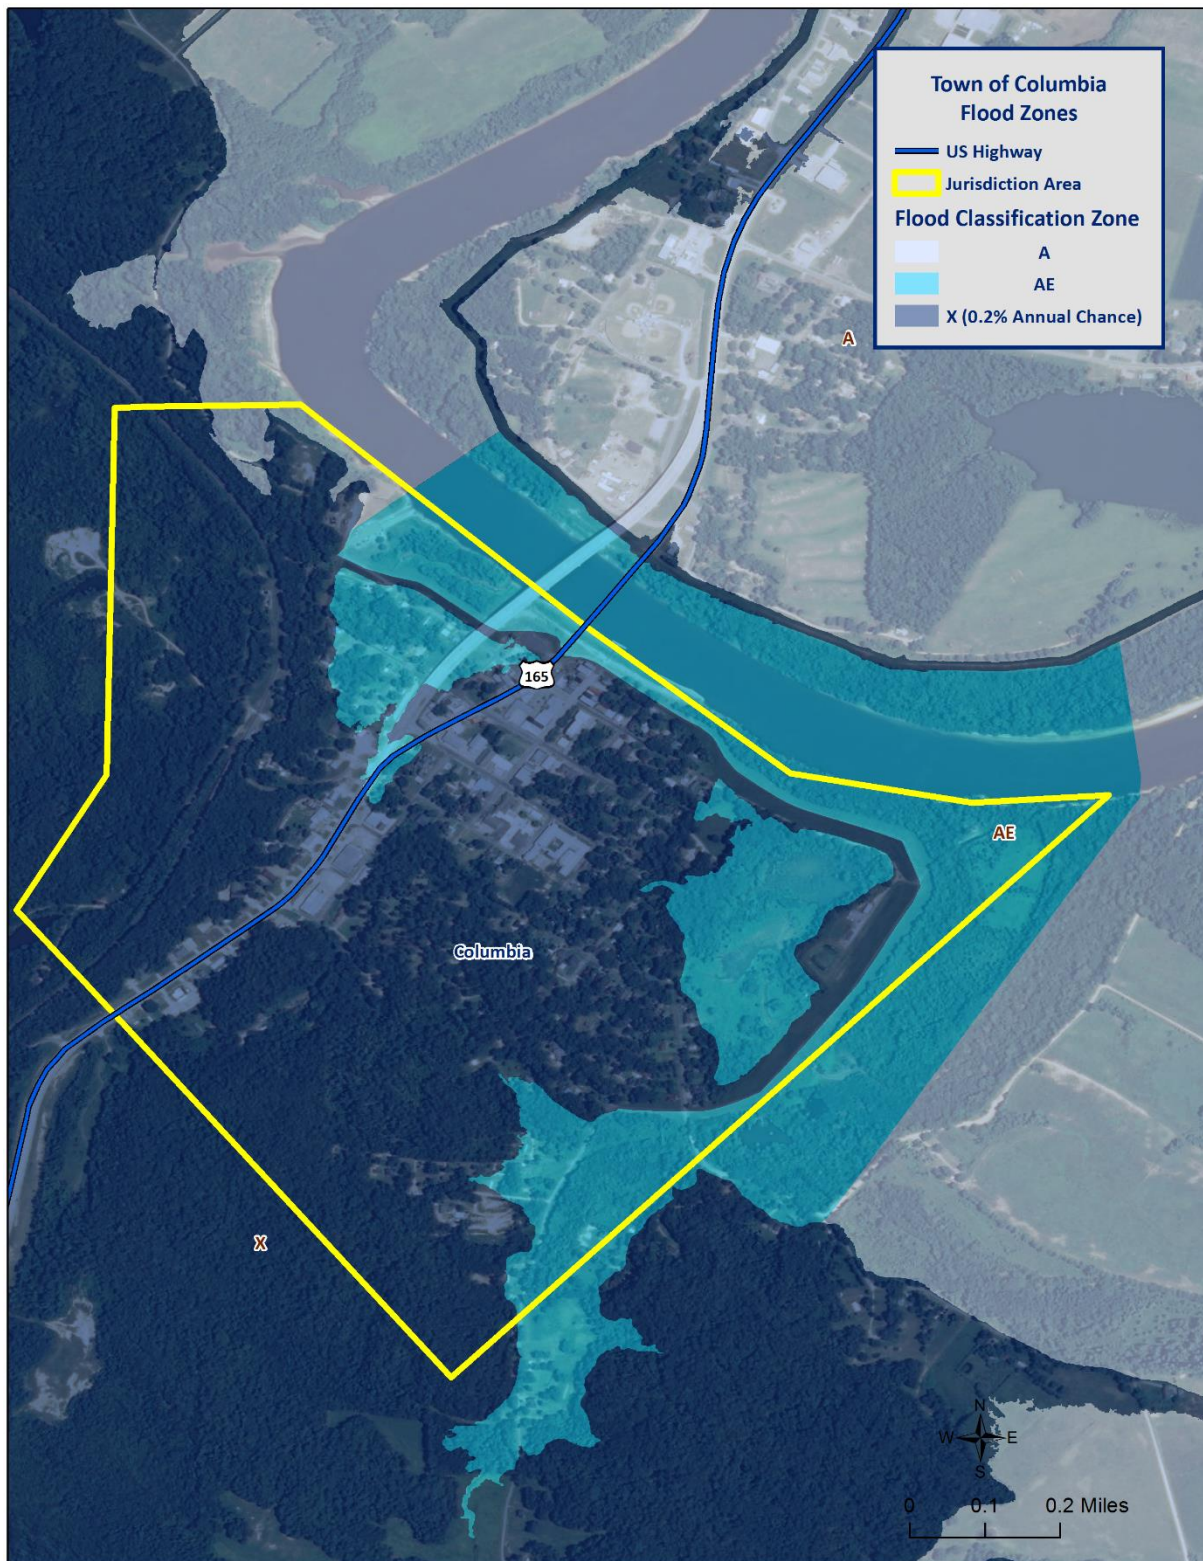 Town of Columbia
Flood Zones
US Highway
Jurisdiction Area
Flood Classification Zone
A
AE
X (0.2% Annual Chance)
A
165
AE
Columbia
X
N
W E
S
0 0.1 0.2 Miles